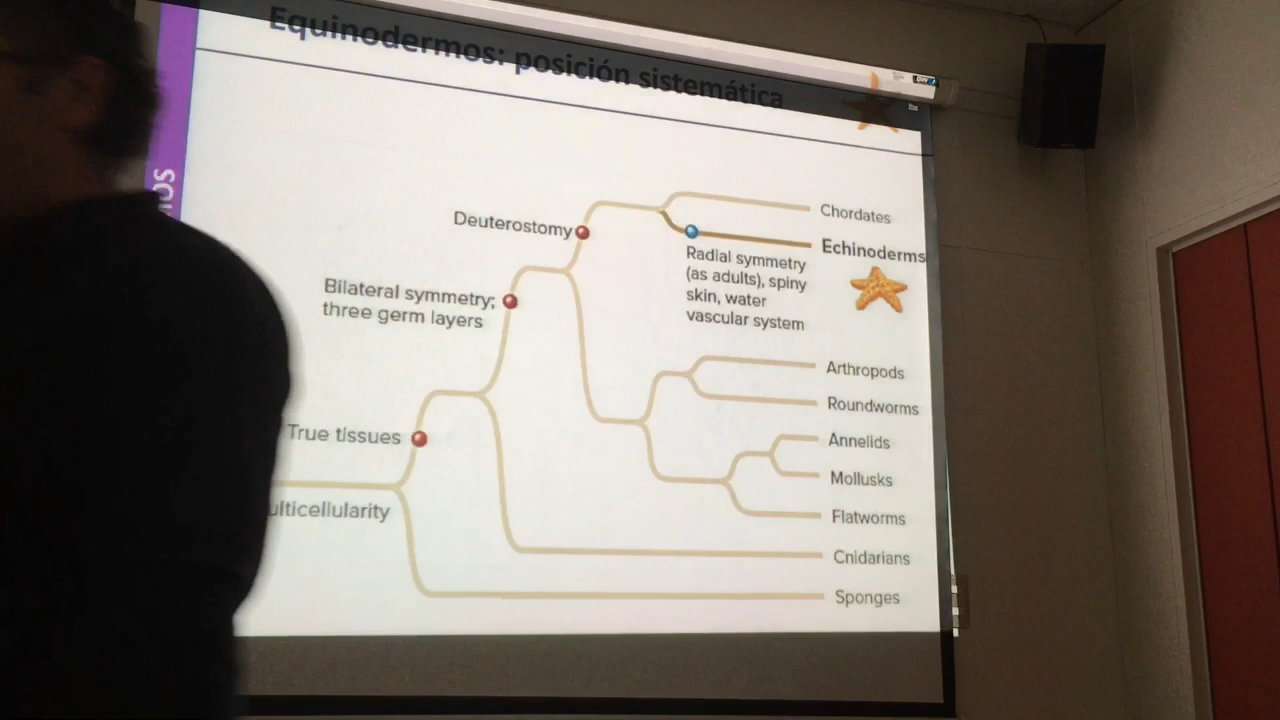 Equinodermos: posición sistemática
Deuterostomy
Chordates
Echinoderms
Radial symmetry
(as adults), spiny
skin, water
vascular system
Bilateral symmetry;
three germ layers
Arthropods
Roundworms
Annelids
Mollusks
Flatworms
True tissues
ulticellularity
Cnidarians
Sponges